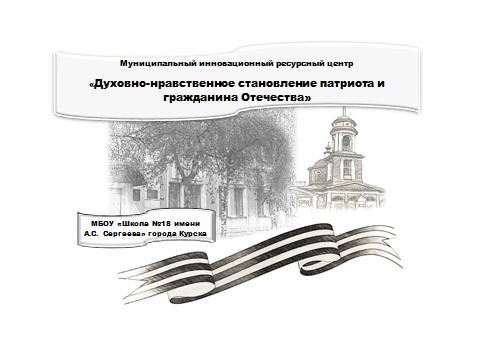 Муниципальный инновационный ресурсный центр
«Духовно-нравственное становление патриота и
гражданина Отечества»
МБОУ «Школа №18 имени
А.С. Сергеева» города Курска